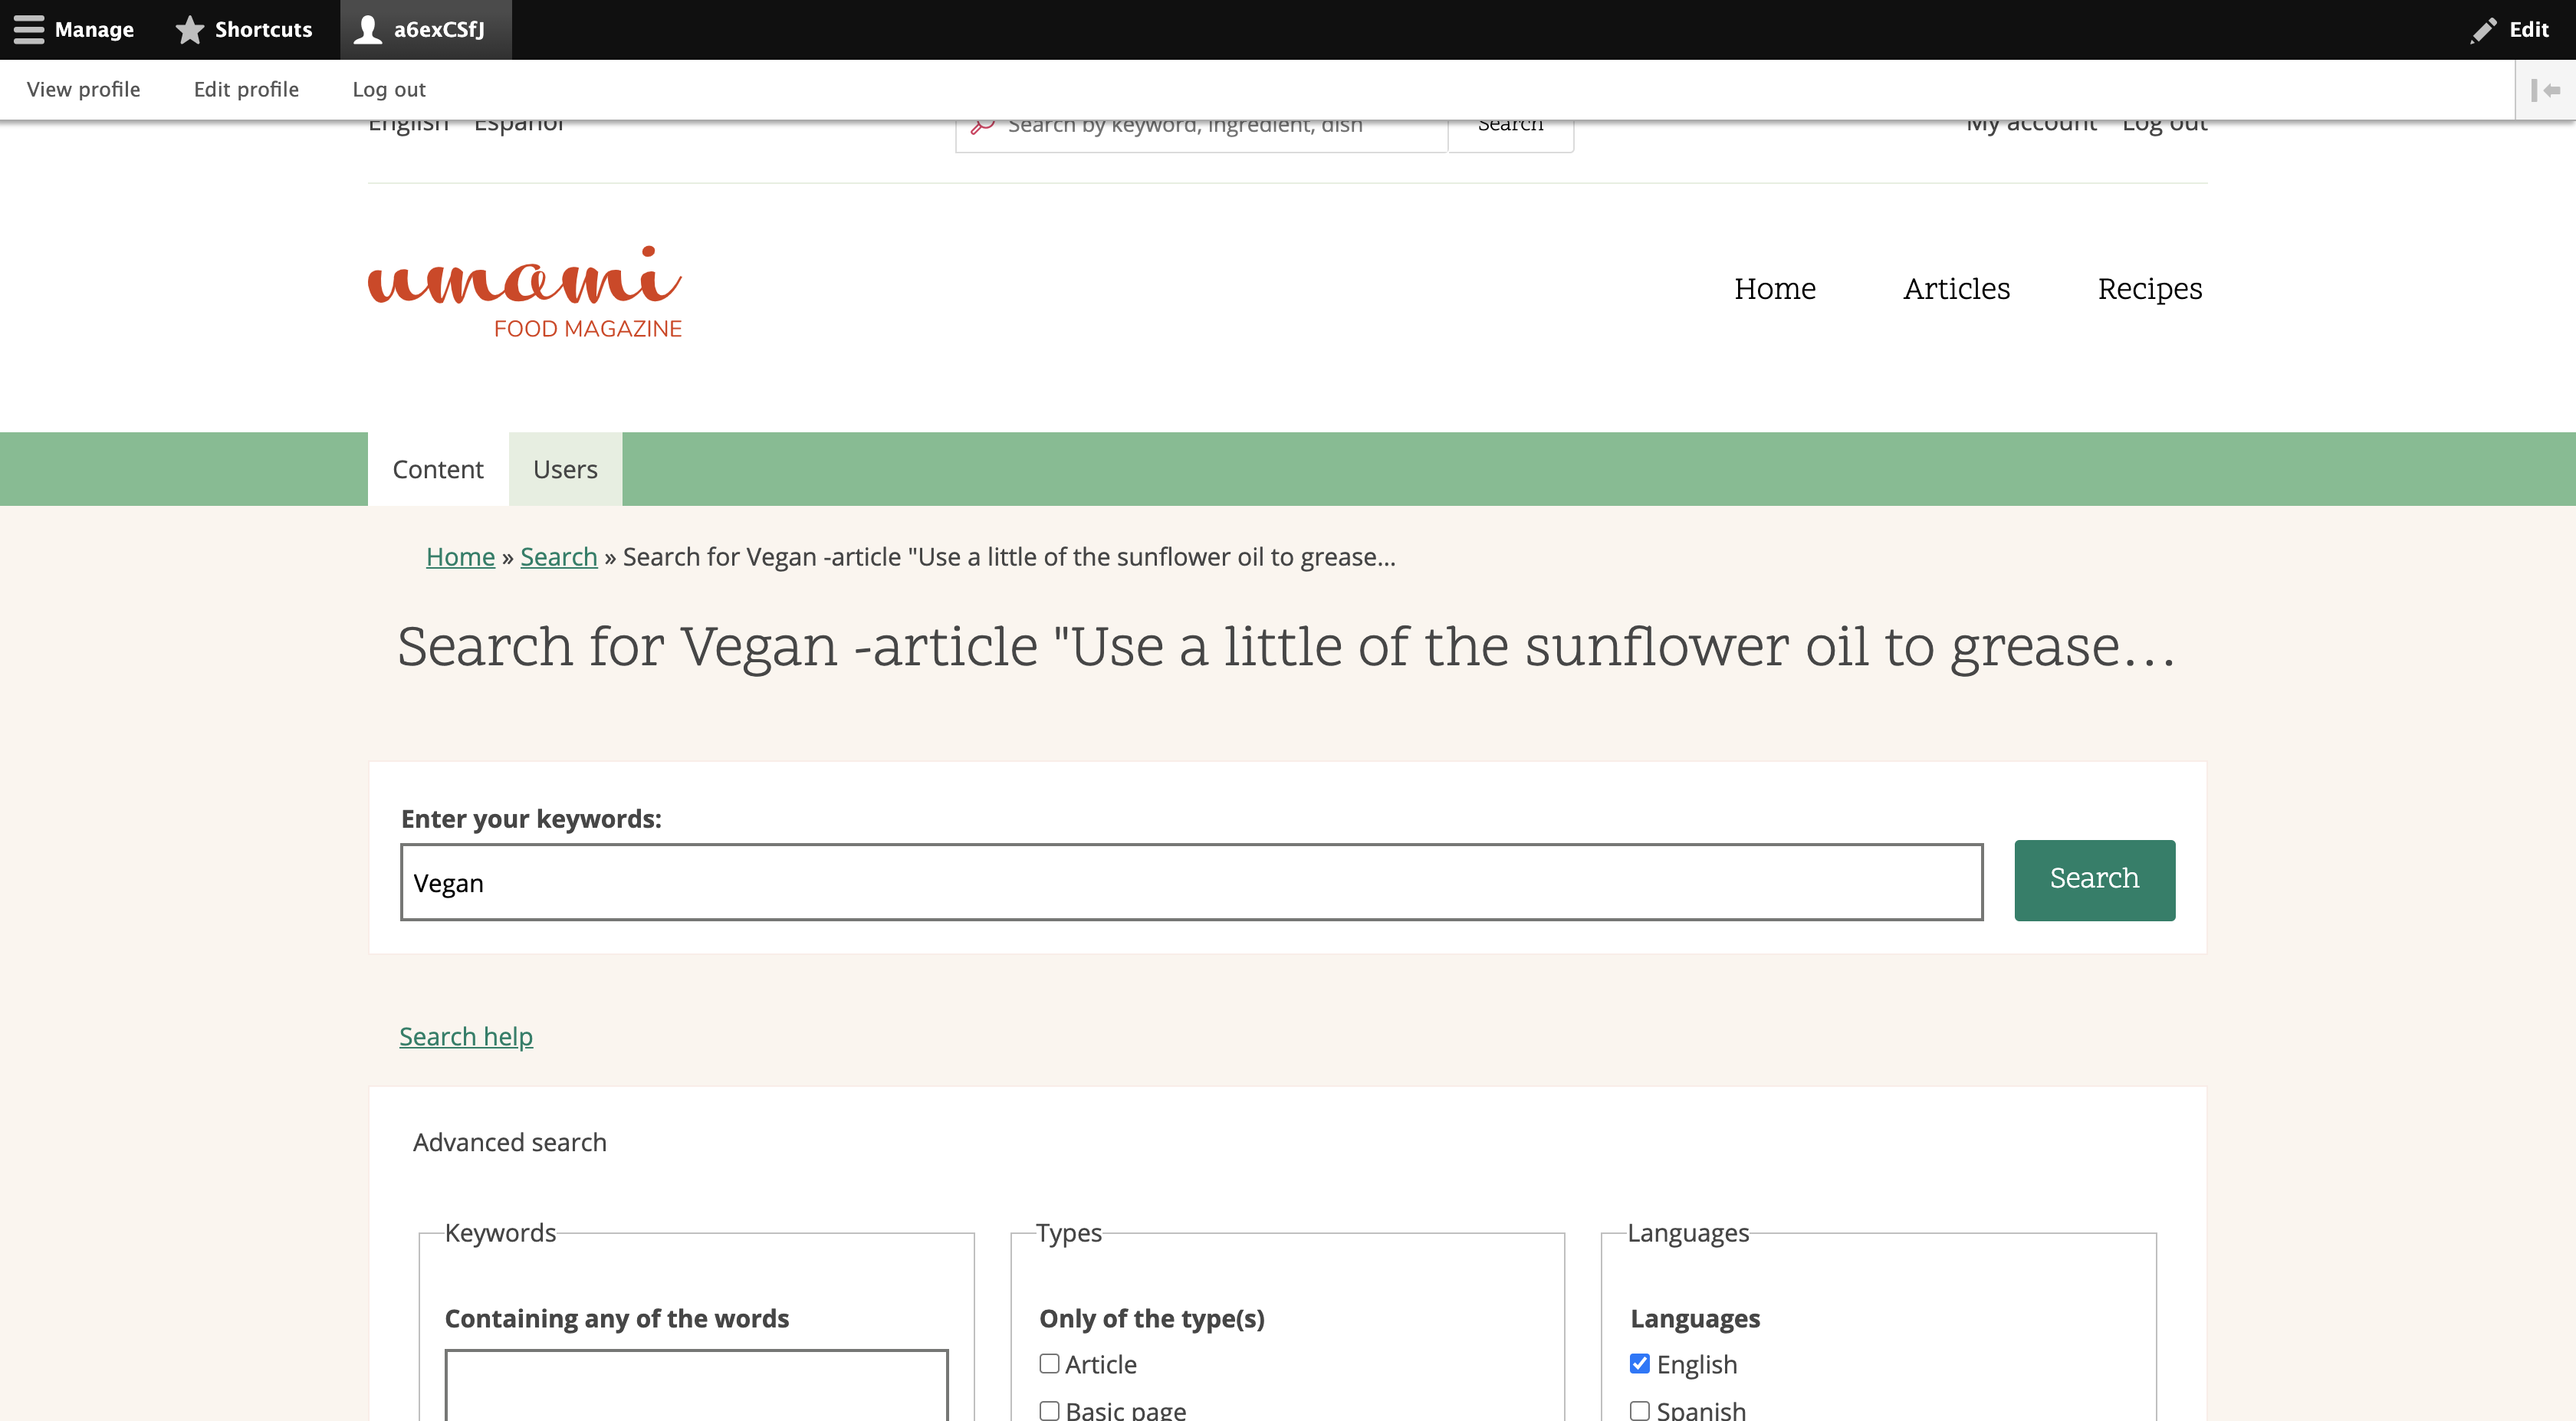 Manage Shortcuts a6exCSfJ Edit
View profile Edit profile Log out
English Español Search by keyword, ingredient, dish Search My account Log out
umami
FOOD MAGAZINE
Home Articles Recipes
Content Users
Home » Search » Search for Vegan -article "Use a little of the sunflower oil to grease...
Search for Vegan -article "Use a little of the sunflower oil to grease...
Enter your keywords:
Vegan
Search
Search help
Advanced search
Keywords Types Languages
Containing any of the words Only of the type(s) Languages
Article English
Basic page Spanish